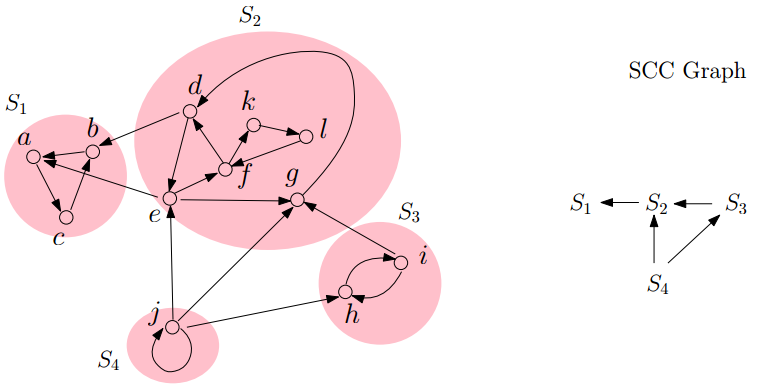 S₂
SCC Graph
S₁
d
k
l
a
b
f
g
e
c
S₃
i
h
j
S₄
S₁
S₂
S₃
S₄